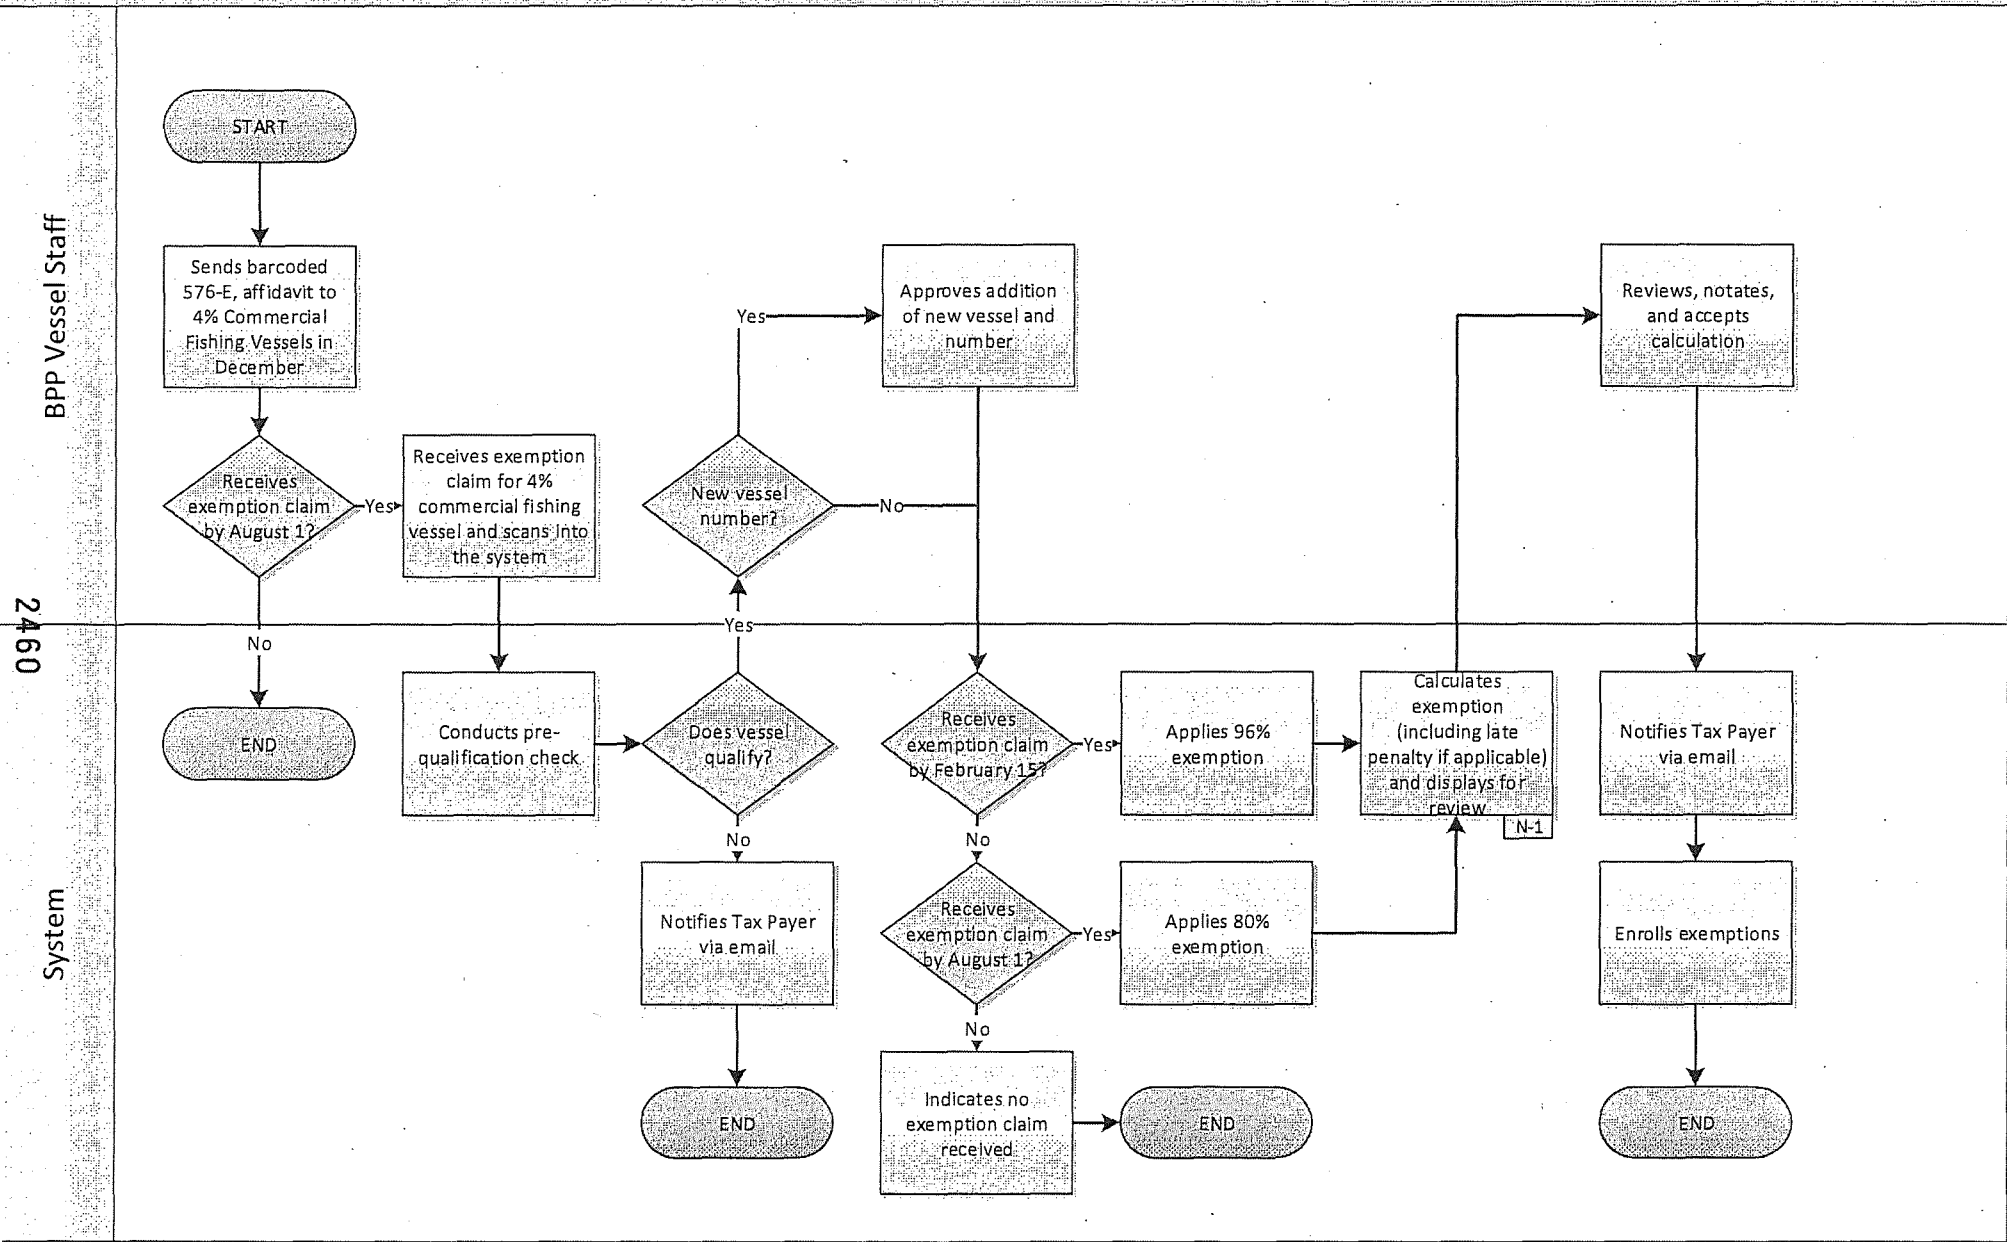 BPP Vessel Staff
START
Sends barcoded
576-E, affidavit to
4% Commercial
Fishing Vessels in
December
Receives
exemption claim
by August 1?
Yes
Receives exemption
claim for 4%
commercial fishing
vessel and scans into
the system
No
END
New vessel
number?
Yes
No
Approves addition
of new vessel and
number
Reviews, notates,
and accepts
calculation
2460
System
Conducts pre-
qualification check
Does vessel
qualify?
Yes
No
Notifies Tax Payer
via email
END
Receives
exemption claim
by February 15?
Yes
Applies 96%
exemption
No
Receives
exemption claim
by August 1?
Yes
Applies 80%
exemption
No
Indicates no
exemption claim
received
END
Calculates
exemption
(including late
penalty if applicable)
and displays for
review
N-1
Notifies Tax Payer
via email
Enrolls exemptions
END